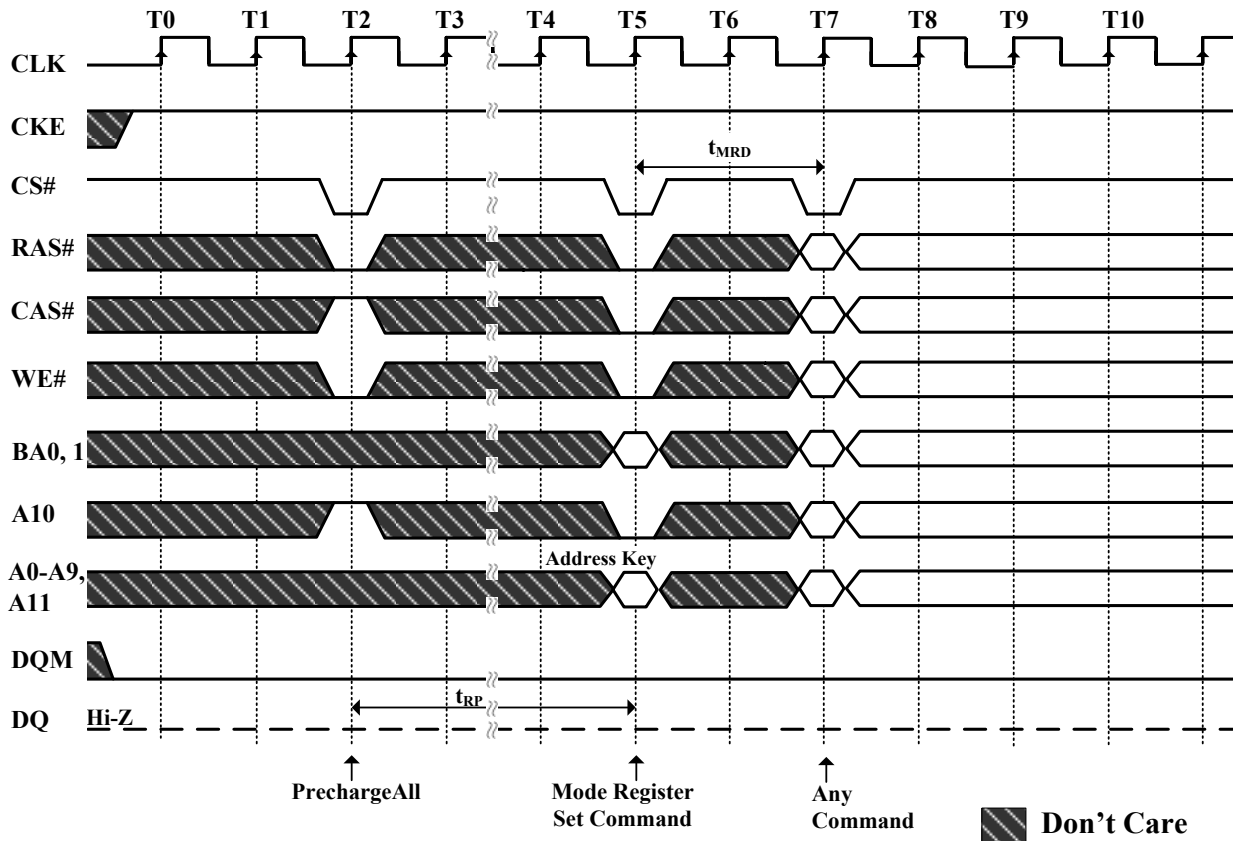 T0 T1 T2 T3 T4 T5 T6 T7 T8 T9 T10
CLK
CKE
tMRD
CS#
RAS#
CAS#
WE#
BA0, 1
A10
Address Key
A0-A9,
A11
DQM
tRP
DQ Hi-Z
PrechargeAll
Mode Register
Set Command
Any
Command
Don't Care